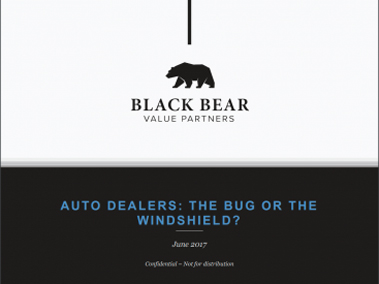 BLACK BEAR
VALUE PARTNERS
AUTO DEALERS: THE BUG OR THE
WINDSHIELD?
June 2017
Confidential – Not for distribution